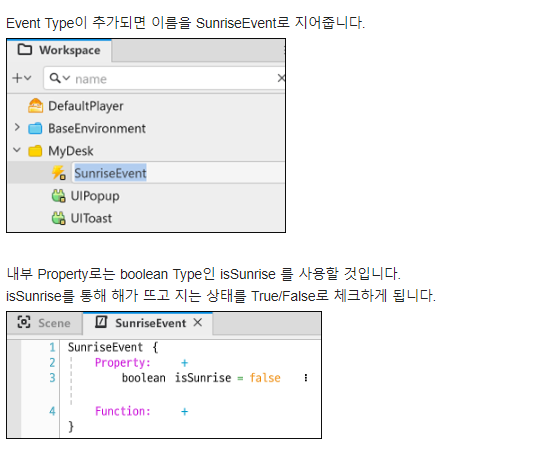 Event Type이 추가되면 이름을 SunriseEvent로 지어줍니다.
Workspace
name
DefaultPlayer
BaseEnvironment
MyDesk
SunriseEvent
UIPopup
UIToast
내부 Property로는 boolean Type인 isSunrise 를 사용할 것입니다.
isSunrise를 통해 해가 뜨고 지는 상태를 True/False로 체크하게 됩니다.
Scene SunriseEvent
1 SunriseEvent {
2 Property: +
3 boolean isSunrise = false
4 Function: +
}